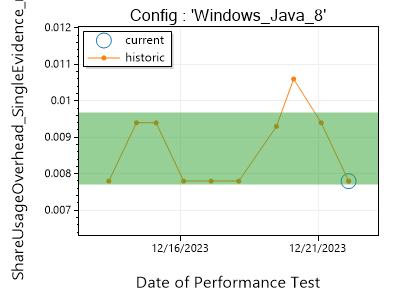 Config : 'Windows_Java_8'
ShareUsageOverhead_SingleEvidence_
current
historic
0.012
0.011
0.01
0.009
0.008
0.007
12/16/2023
12/21/2023
Date of Performance Test